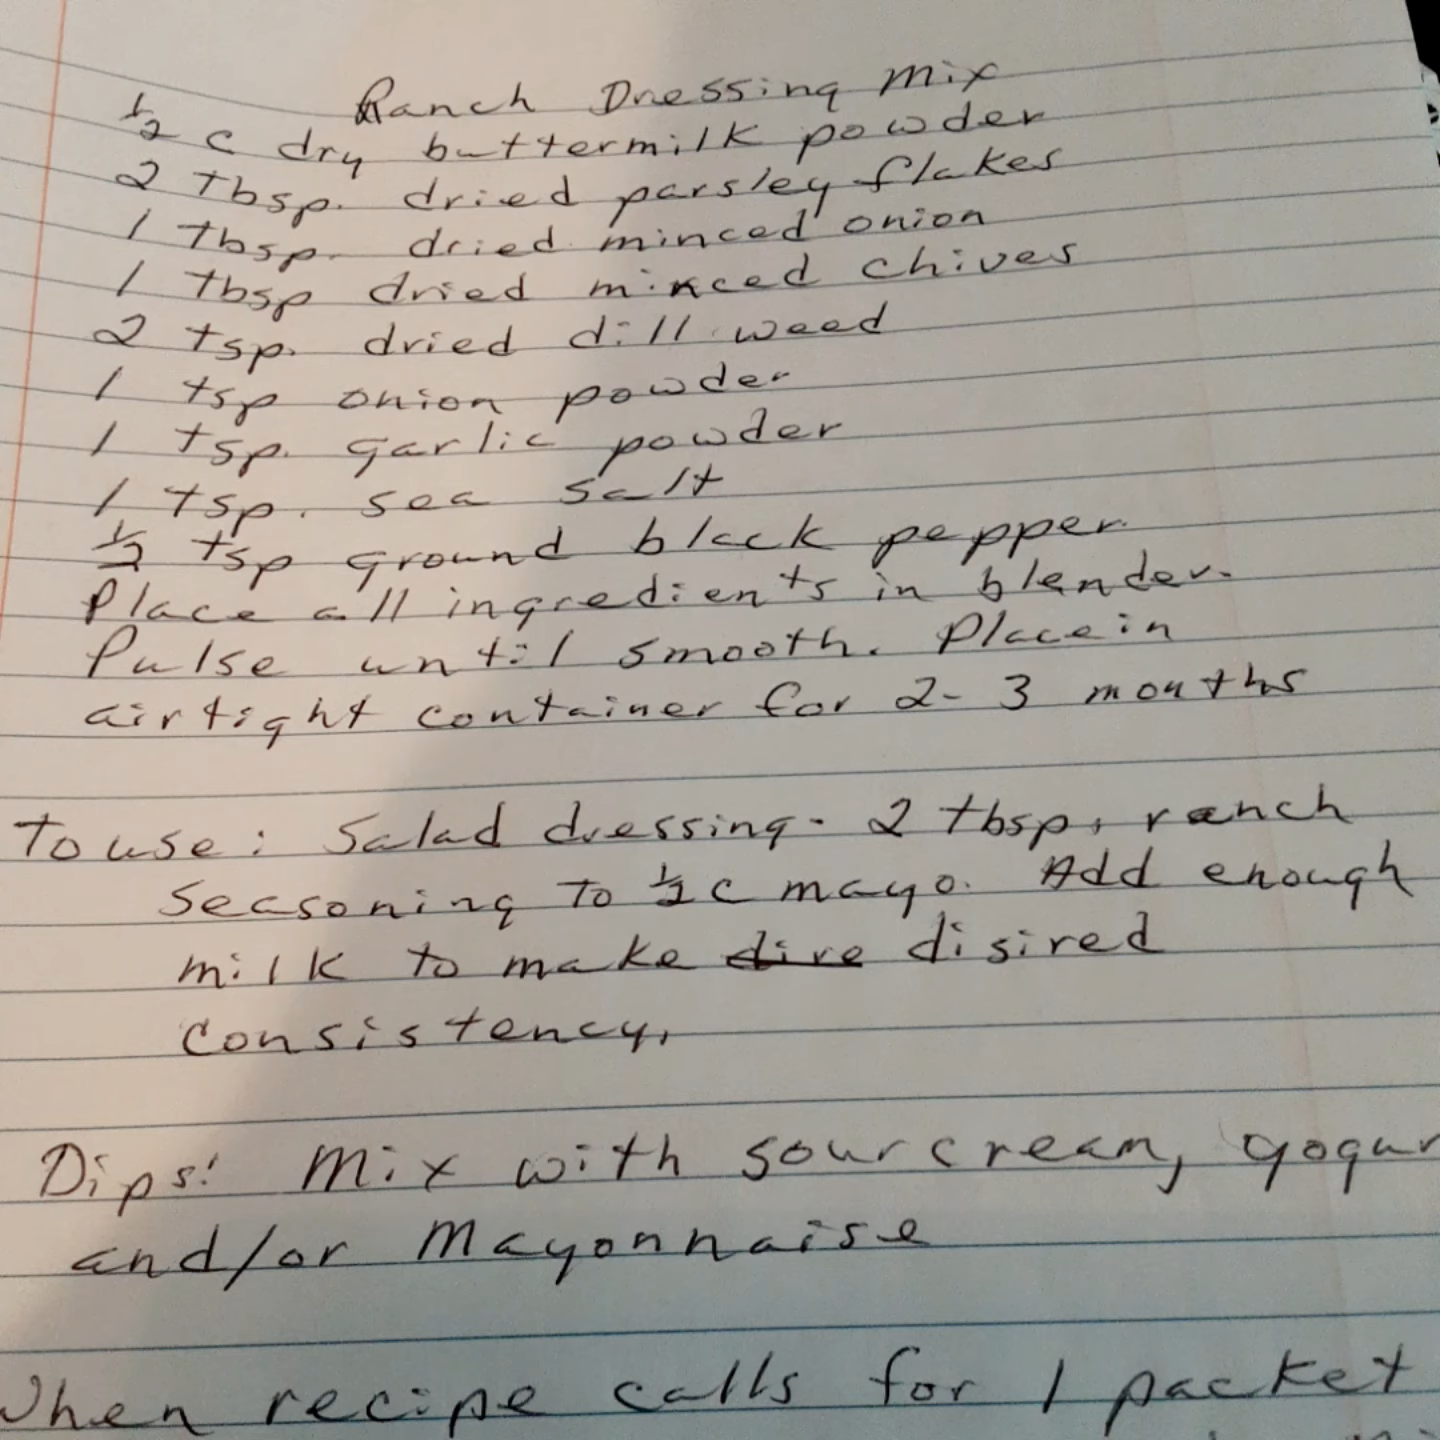 Ranch Dressing Mix
½ c dry buttermilk powder
2 Tbsp. dried parsley flakes
1 Tbsp. dried minced onion
1 Tbsp dried minced chives
2 tsp. dried dill weed
1 tsp onion powder
1 tsp. garlic powder
1 tsp. sea salt
½ tsp ground black pepper.
Place all ingredients in blender.
Pulse until smooth. Place in
airtight container for 2-3 months
To use: Salad dressing - 2 tbsp. ranch
seasoning to ½ c mayo. Add enough
milk to make dire disired
consistency.
Dips: Mix with sour cream, yogur
and/or Mayonnaise
When recipe calls for 1 packet